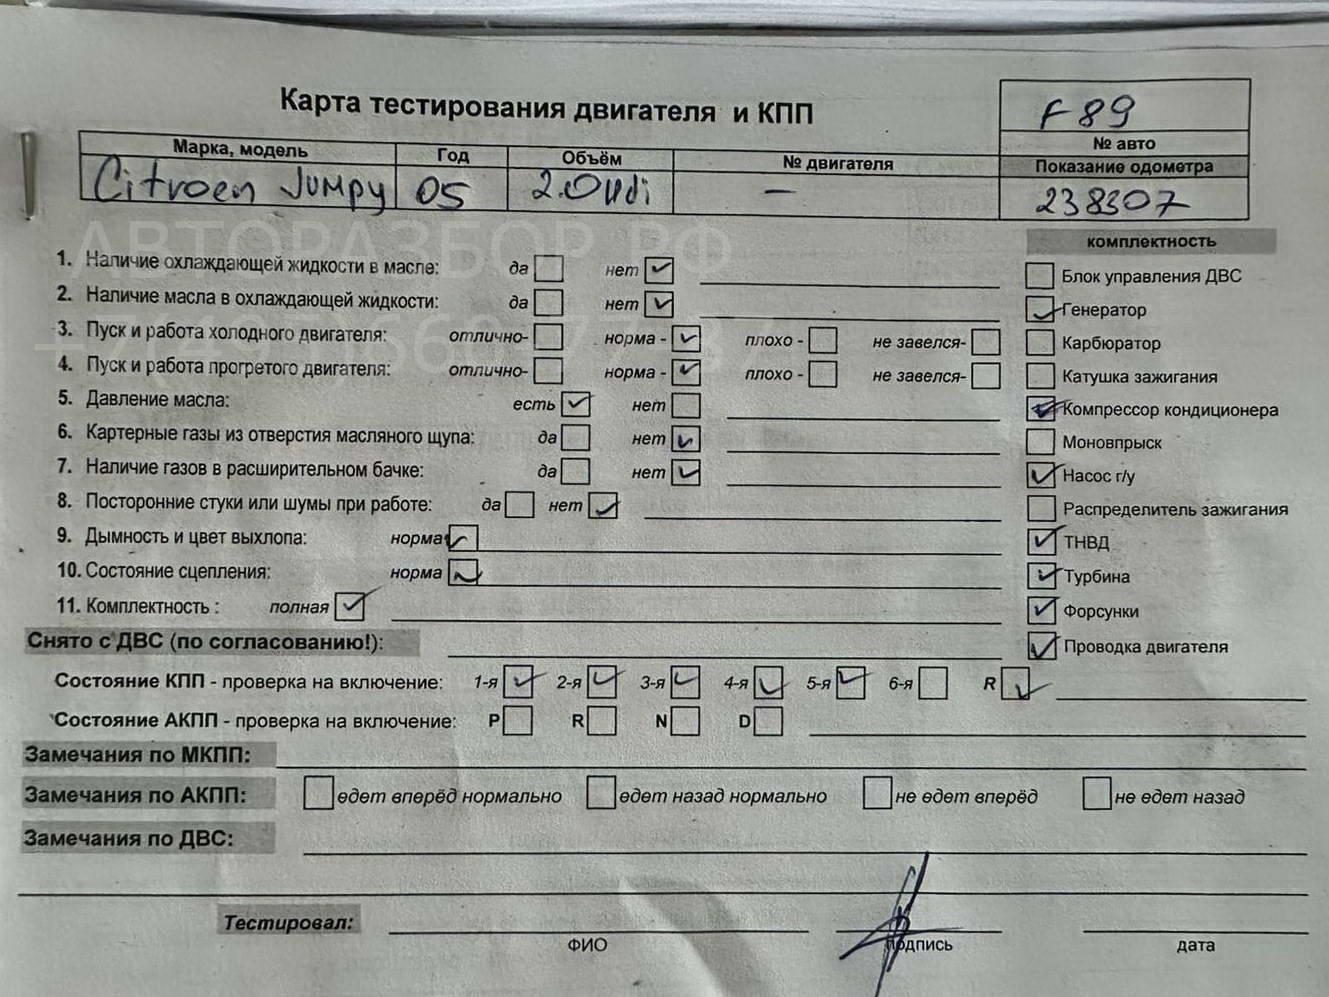 Карта тестирования двигателя и КПП
F89
№ авто
Марка, модель Год Объём № двигателя Показание одометра
Citroen Jumpy 05 2.0 Hdi — 238307
АВТОРАЗБОР.РФ
комплектность
1. Наличие охлаждающей жидкости в масле: да нет ✓
2. Наличие масла в охлаждающей жидкости: да нет ✓
3. Пуск и работа холодного двигателя: отлично- норма - ✓ плохо - не завелся-
4. Пуск и работа прогретого двигателя: отлично- норма - ✓ плохо - не завелся-
5. Давление масла: есть ✓ нет
6. Картерные газы из отверстия масляного щупа: да нет ✓
7. Наличие газов в расширительном бачке: да нет ✓
8. Посторонние стуки или шумы при работе: да нет ✓
9. Дымность и цвет выхлопа: норма ✓
10. Состояние сцепления: норма ✓
11. Комплектность : полная ✓
Блок управления ДВС
✓ Генератор
Карбюратор
Катушка зажигания
✓ Компрессор кондиционера
Моновпрыск
✓ Насос г/у
Распределитель зажигания
✓ ТНВД
✓ Турбина
✓ Форсунки
✓ Проводка двигателя
Снято с ДВС (по согласованию!):
Состояние КПП - проверка на включение: 1-я ✓ 2-я ✓ 3-я ✓ 4-я ✓ 5-я ✓ 6-я R ✓
Состояние АКПП - проверка на включение: P R N D
Замечания по МКПП:
Замечания по АКПП: едет вперёд нормально едет назад нормально не едет вперёд не едет назад
Замечания по ДВС:
Тестировал:
ФИО подпись дата